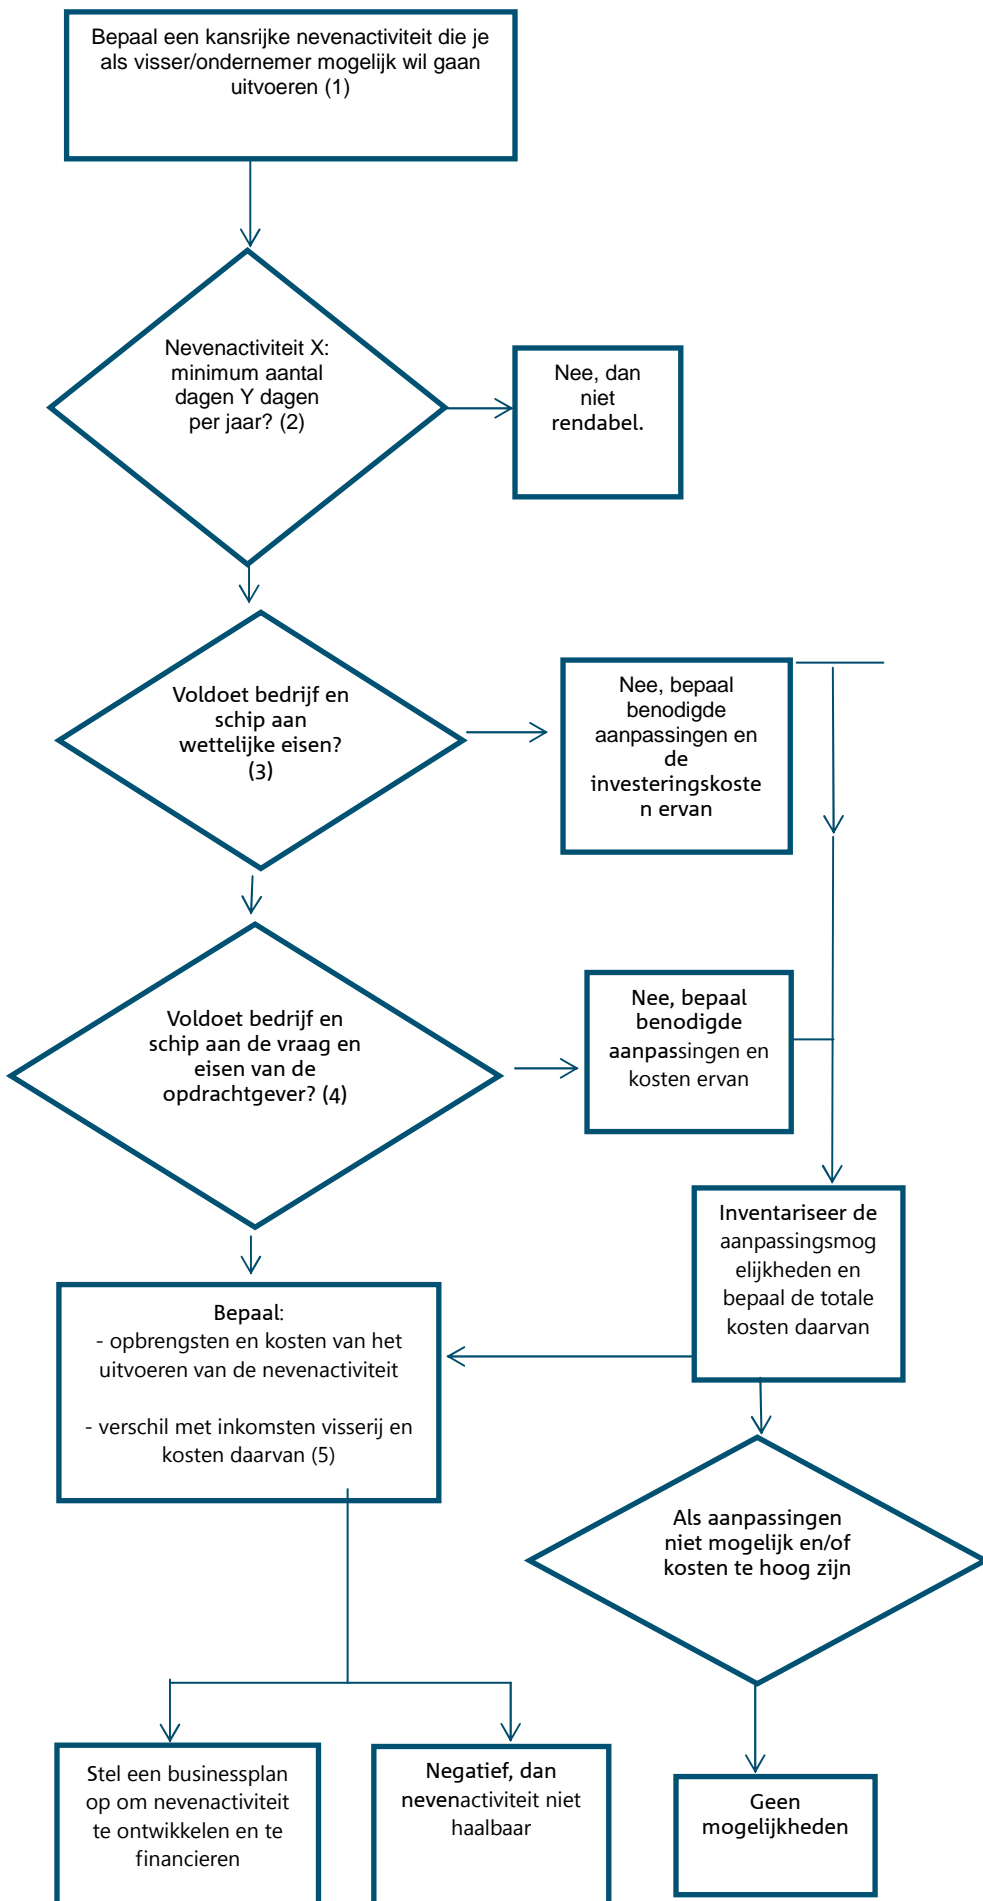 Bepaal een kansrijke nevenactiviteit die je
als visser/ondernemer mogelijk wil gaan
uitvoeren (1)
Nevenactiviteit X:
minimum aantal
dagen Y dagen
per jaar? (2)
Nee, dan
niet
rendabel.
Voldoet bedrijf en
schip aan
wettelijke eisen?
(3)
Nee, bepaal
benodigde
aanpassingen en
de
investeringskoste
n ervan
Voldoet bedrijf en
schip aan de vraag en
eisen van de
opdrachtgever? (4)
Nee, bepaal
benodigde
aanpassingen en
kosten ervan
Inventariseer de
aanpassingsmog
elijkheden en
bepaal de totale
kosten daarvan
Bepaal:
- opbrengsten en kosten van het
uitvoeren van de nevenactiviteit
- verschil met inkomsten visserij en
kosten daarvan (5)
Als aanpassingen
niet mogelijk en/of
kosten te hoog zijn
Stel een businessplan
op om nevenactiviteit
te ontwikkelen en te
financieren
Negatief, dan
nevenactiviteit niet
haalbaar
Geen
mogelijkheden